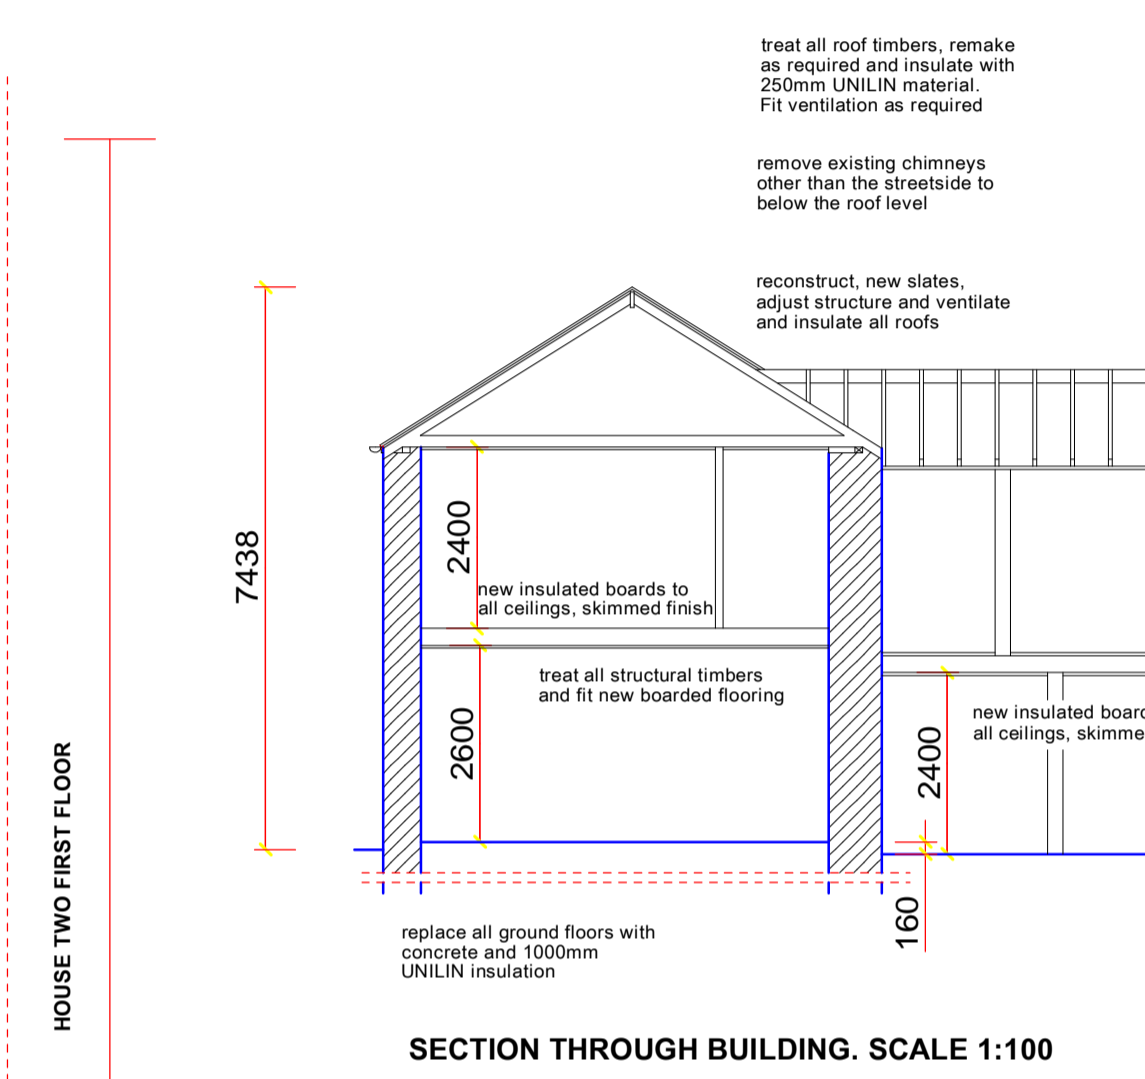 treat all roof timbers, remake
as required and insulate with
250mm UNILIN material.
Fit ventilation as required
remove existing chimneys
other than the streetside to
below the roof level
reconstruct, new slates,
adjust structure and ventilate
and insulate all roofs
7438
2400
new insulated boards to
all ceilings, skimmed finish
treat all structural timbers
and fit new boarded flooring
2600
2400
new insulated board
all ceilings, skimme
160
HOUSE TWO FIRST FLOOR
replace all ground floors with
concrete and 1000mm
UNILIN insulation
SECTION THROUGH BUILDING. SCALE 1:100